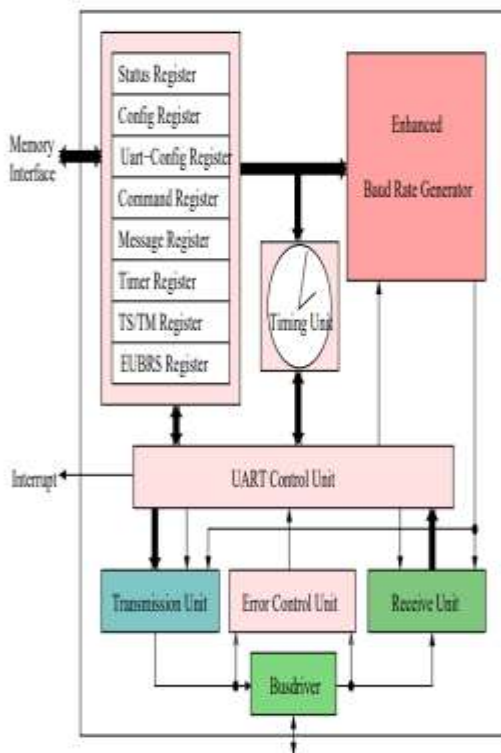 Status Register
Config Register
Uart-Config Register
Command Register
Message Register
Timer Register
TS/TM Register
EUBRS Register
Memory
Interface
Enhanced
Baud Rate Generator
Timing Unit
Interrupt
UART Control Unit
Transmission Unit
Error Control Unit
Receive Unit
Busdriver